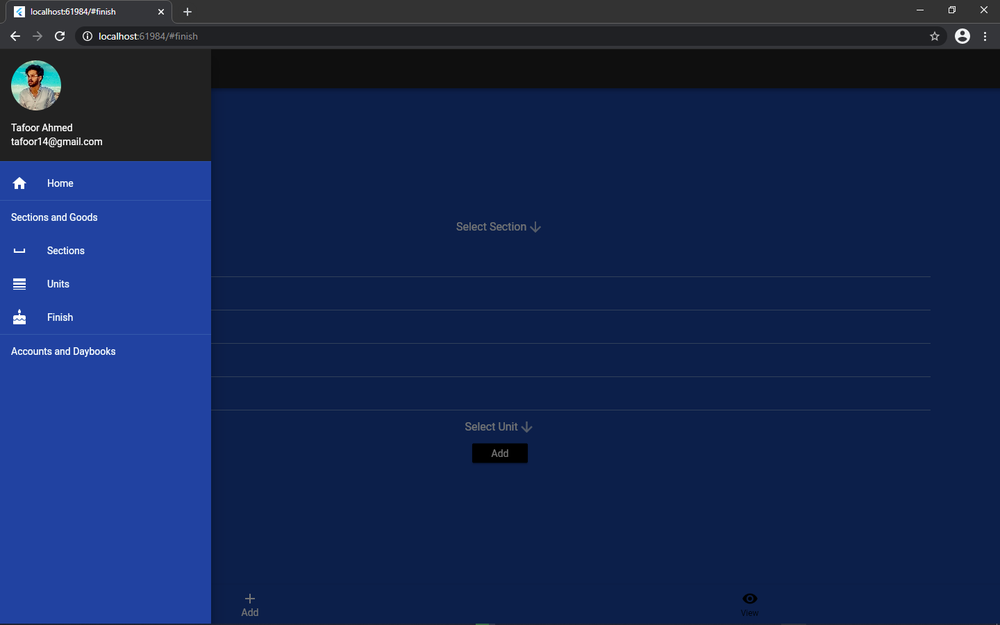 localhost:61984/#finish
localhost:61984/#finish
Tafoor Ahmed
tafoor14@gmail.com
Home
Sections and Goods
Select Section
Sections
Units
Finish
Accounts and Daybooks
Select Unit
Add
Add
View